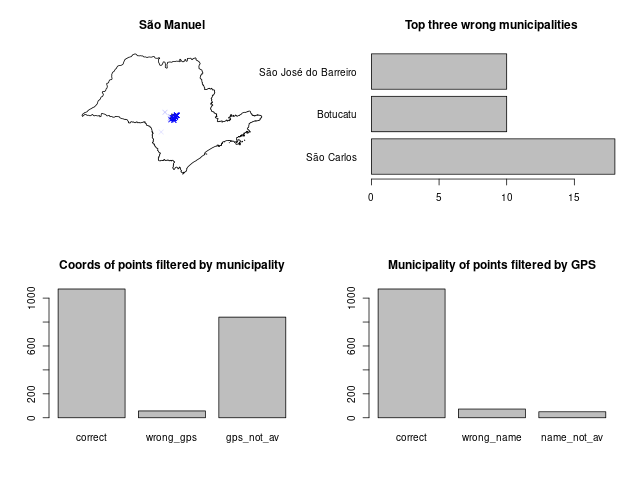 São Manuel
Top three wrong municipalities
São José do Barreiro
Botucatu
São Carlos
0 5 10 15
Coords of points filtered by municipality
1000
600
200
0
correct wrong_gps gps_not_av
Municipality of points filtered by GPS
1000
600
200
0
correct wrong_name name_not_av